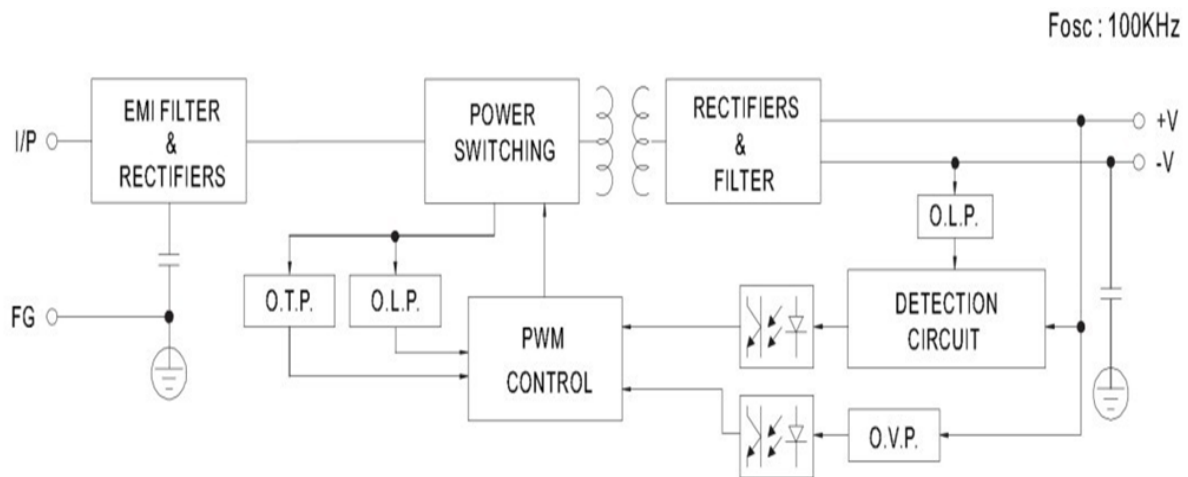 Fosc : 100KHz
I/P
EMI FILTER
&
RECTIFIERS
POWER
SWITCHING
RECTIFIERS
&
FILTER
+V
-V
O.L.P.
O.T.P.
O.L.P.
FG
PWM
CONTROL
DETECTION
CIRCUIT
O.V.P.